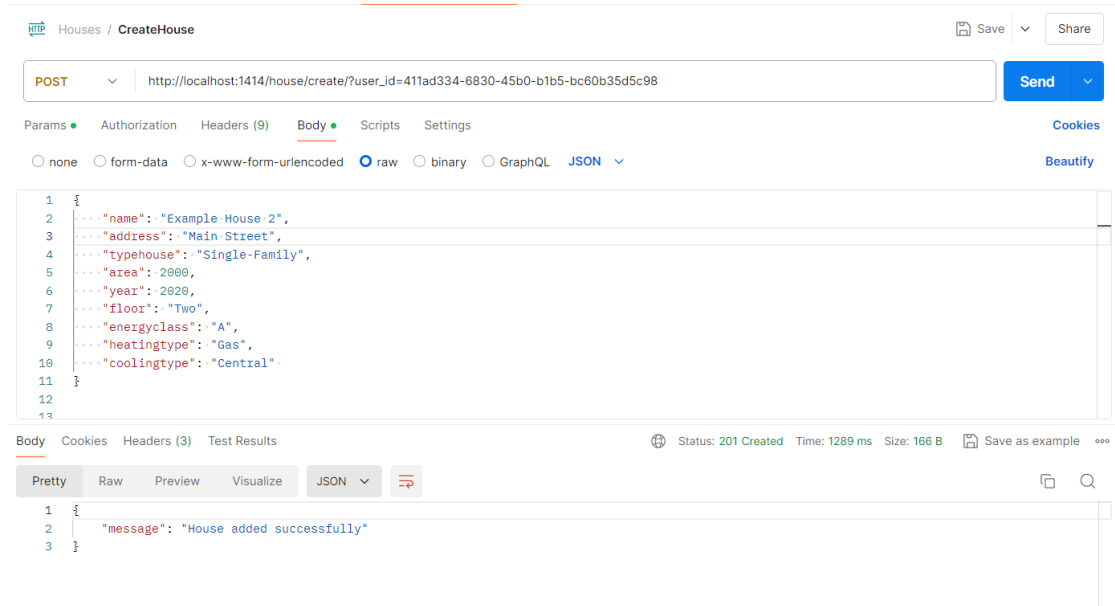 HTTP Houses / CreateHouse Save Share
POST http://localhost:1414/house/create/?user_id=411ad334-6830-45b0-b1b5-bc60b35d5c98 Send
Params Authorization Headers (9) Body Scripts Settings Cookies
none form-data x-www-form-urlencoded raw binary GraphQL JSON Beautify
1 {
2 "name": "Example House 2",
3 "address": "Main Street",
4 "typehouse": "Single-Family",
5 "area": 2000,
6 "year": 2020,
7 "floor": "Two",
8 "energyclass": "A",
9 "heatingtype": "Gas",
10 "coolingtype": "Central"
11 }
12
13
Body Cookies Headers (3) Test Results Status: 201 Created Time: 1289 ms Size: 166 B Save as example
Pretty Raw Preview Visualize JSON
1 {
2 "message": "House added successfully"
3 }